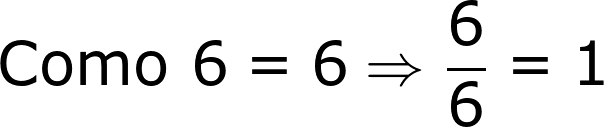 Como 6 = 6 ⇒ 6/6 = 1